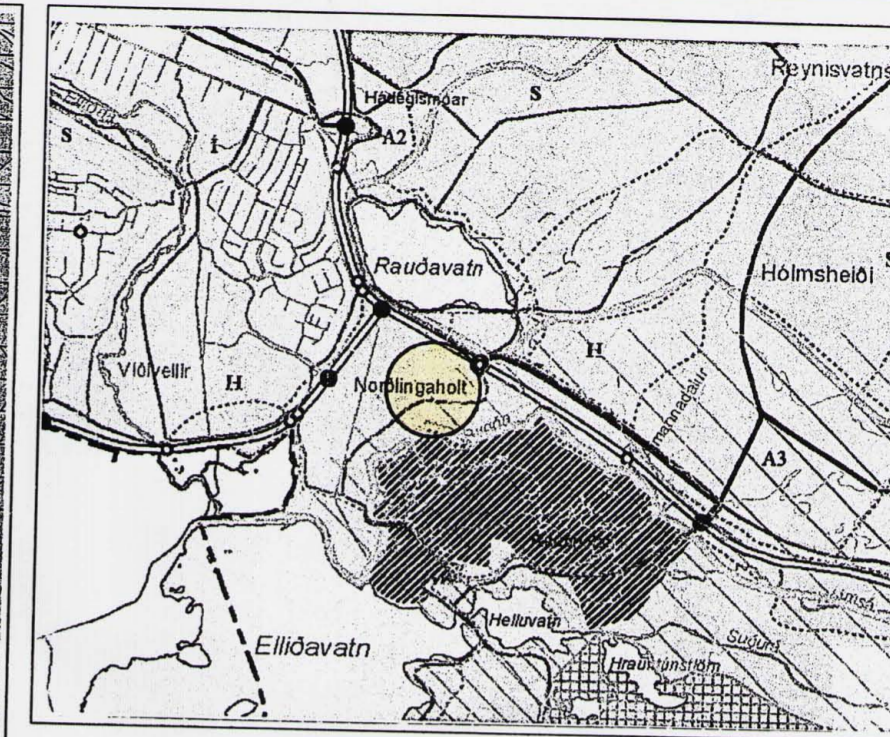 Reynisvatns
Hádegismóar
S
A2
S
Í
Rauðavatn
Hólmsheiði
Víðivellir
H
H
Norðlingaholt
A3
Elliðavatn
Helluvatn
Suðurá
Hrauntúnstjörn